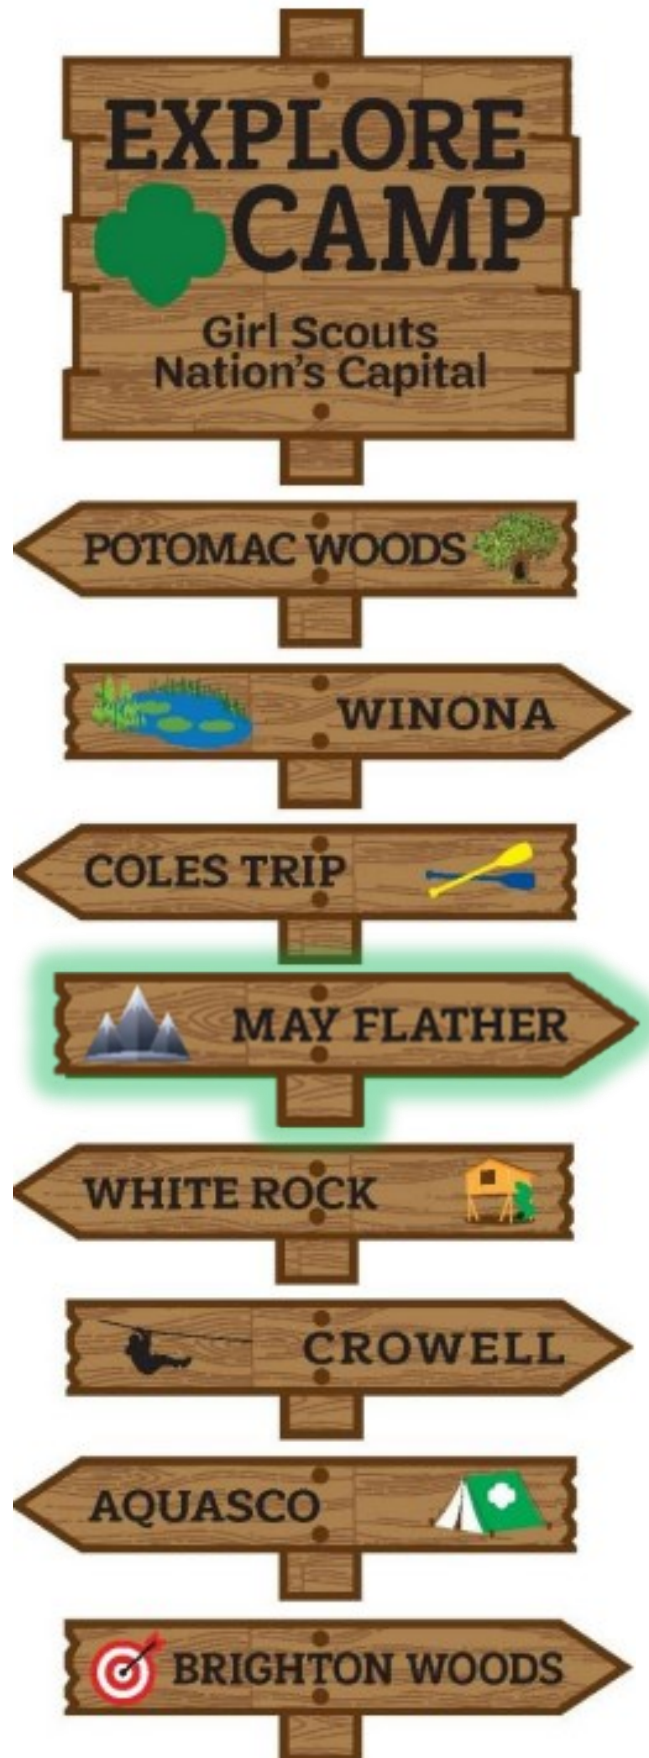 EXPLORE
CAMP
Girl Scouts
Nation's Capital
POTOMAC WOODS
WINONA
COLES TRIP
MAY FLATHER
WHITE ROCK
CROWELL
AQUASCO
BRIGHTON WOODS